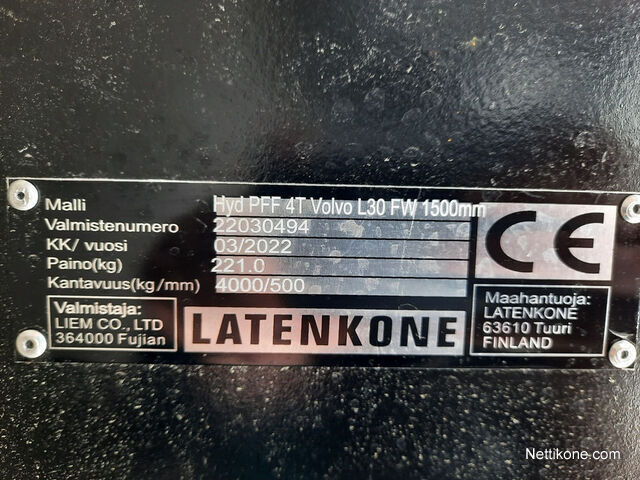 Malli Hyd PFF 4T Volvo L30 FW 1500mm
Valmistenumero 22030494
KK/ vuosi 03/2022
Paino(kg) 221.0
Kantavuus(kg/mm) 4000/500
CE
Valmistaja:
LIEM CO., LTD
364000 Fujian
LATENKONE
Maahantuoja:
LATENKONE
63610 Tuuri
FINLAND
Nettikone.com